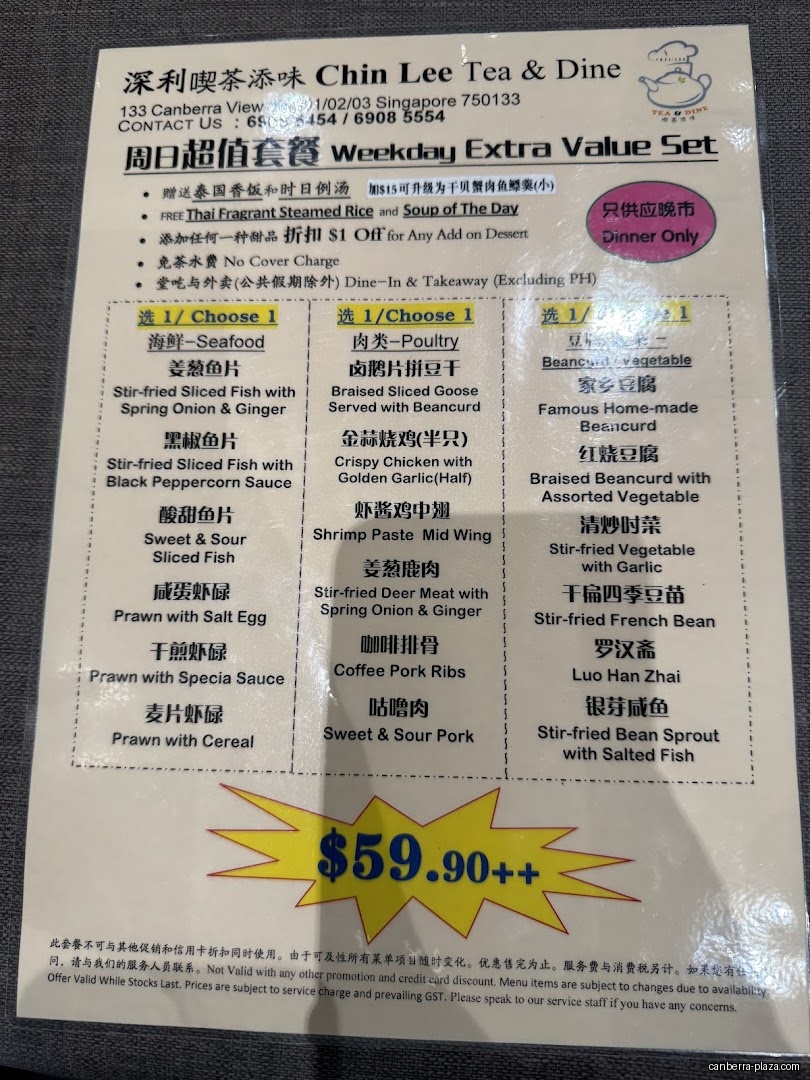 深利喫茶添味 Chin Lee Tea & Dine
TEA & DINE
喫茶添味
133 Canberra View 1/02/03 Singapore 750133
CONTACT US : 6454 / 6908 5554
周日超值套餐 Weekday Extra Value Set
赠送泰国香饭和时日例汤 加$15可升级为干贝蟹肉鱼鳔羹(小)
FREE Thai Fragrant Steamed Rice and Soup of The Day
添加任何一种甜品 折扣 $1 Off for Any Add on Dessert
免茶水费 No Cover Charge
堂吃与外卖(公共假期除外) Dine-In & Takeaway (Excluding PH)
只供应晚市
Dinner Only
选 1/ Choose 1
海鲜-Seafood
姜葱鱼片
Stir-fried Sliced Fish with
Spring Onion & Ginger
黑椒鱼片
Stir-fried Sliced Fish with
Black Peppercorn Sauce
酸甜鱼片
Sweet & Sour
Sliced Fish
咸蛋虾碌
Prawn with Salt Egg
干煎虾碌
Prawn with Specia Sauce
麦片虾碌
Prawn with Cereal
选 1/Choose 1
肉类-Poultry
卤鹅片拼豆干
Braised Sliced Goose
Served with Beancurd
金蒜烧鸡(半只)
Crispy Chicken with
Golden Garlic(Half)
虾酱鸡中翅
Shrimp Paste Mid Wing
姜葱鹿肉
Stir-fried Deer Meat with
Spring Onion & Ginger
咖啡排骨
Coffee Pork Ribs
咕噜肉
Sweet & Sour Pork
选 1/ 1
Beancurd / vegetable
家乡豆腐
Famous Home-made
Beancurd
红烧豆腐
Braised Beancurd with
Assorted Vegetable
清炒时菜
Stir-fried Vegetable
with Garlic
干扁四季豆苗
Stir-fried French Bean
罗汉斋
Luo Han Zhai
银芽咸鱼
Stir-fried Bean Sprout
with Salted Fish
$59.90++
此套餐不可与其他促销和信用卡折扣同时使用。由于可及性所有菜单项目随时变化。优惠售完为止。服务费与消费税另计。如果您有任
问，请与我们的服务人员联系。Not Valid with any other promotion and credit card discount. Menu items are subject to changes due to availability
Offer Valid While Stocks Last. Prices are subject to service charge and prevailing GST. Please speak to our service staff if you have any concerns.
canberra-plaza.com